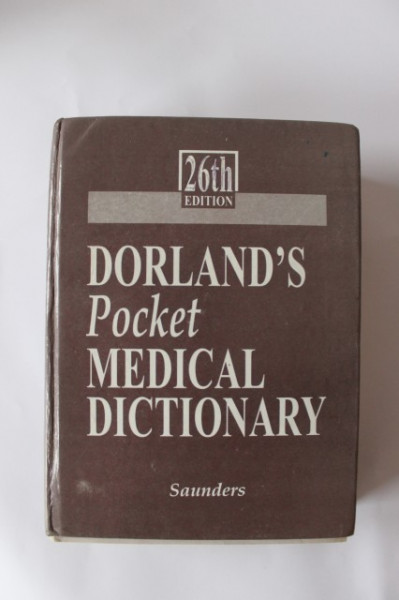 26th
EDITION
DORLAND'S
Pocket
MEDICAL
DICTIONARY
Saunders